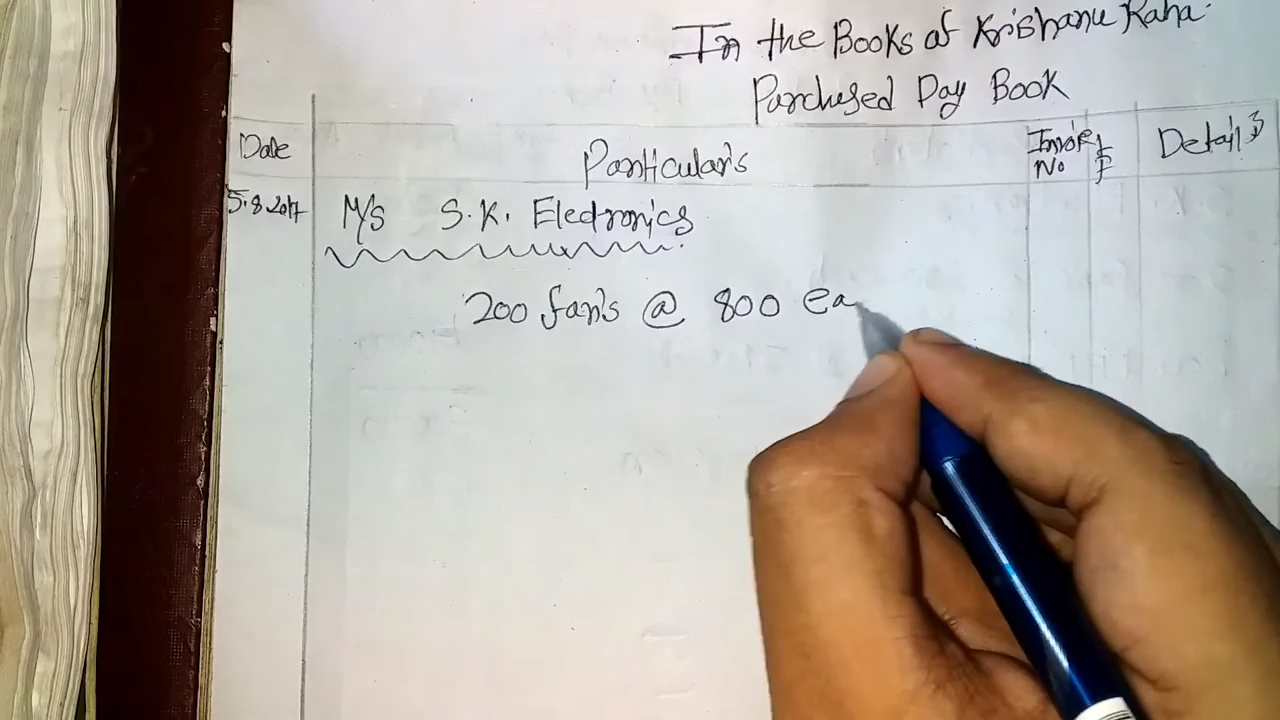 In the Books of Krishanu Raha.
Purchased Day Book
Date Particulars Invoice No L F Details
5.8.2017 M/S S.K. Electronics
200 fans @ 800 ea